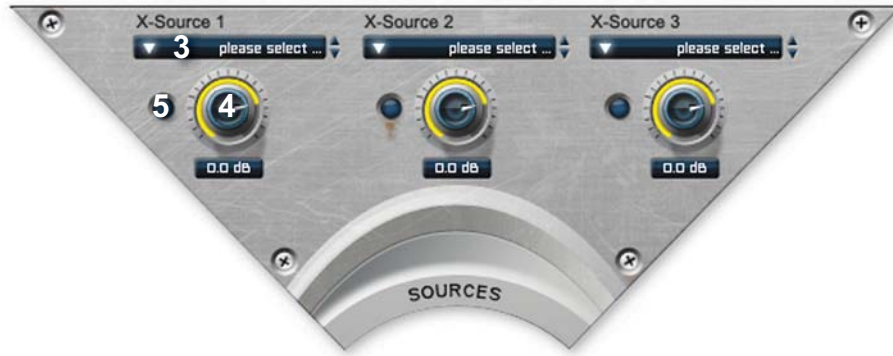 X-Source 1 X-Source 2 X-Source 3
3 please select ... please select ... please select ...
5 4
0.0 dB 0.0 dB 0.0 dB
SOURCES